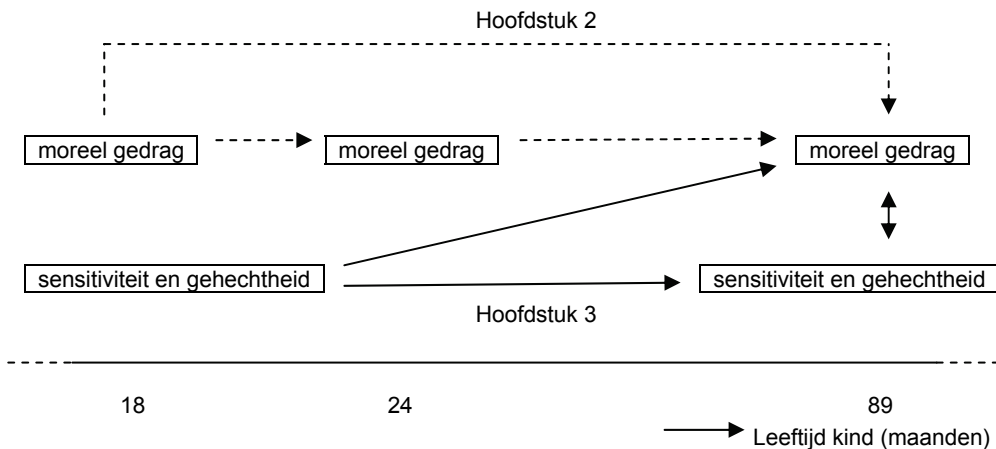 Hoofdstuk 2
moreel gedrag
moreel gedrag
moreel gedrag
sensitiviteit en gehechtheid
sensitiviteit en gehechtheid
Hoofdstuk 3
18
24
89
Leeftijd kind (maanden)